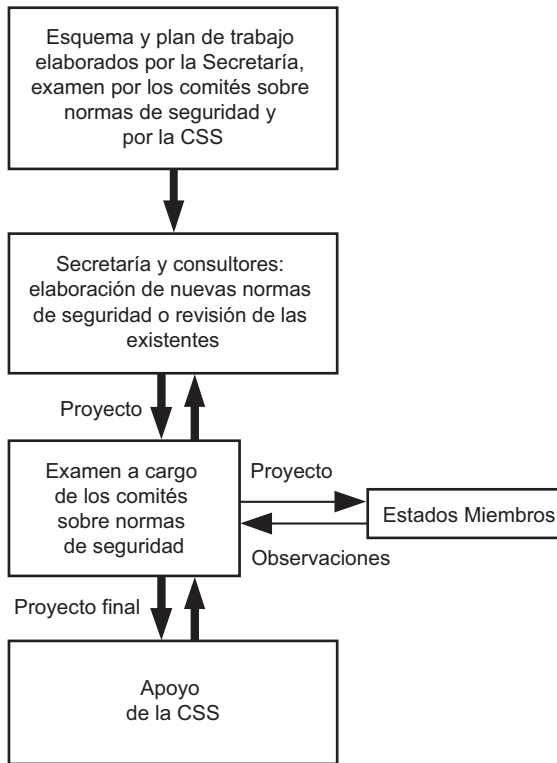 Esquema y plan de trabajo
elaborados por la Secretaría,
examen por los comités sobre
normas de seguridad y
por la CSS
Secretaría y consultores:
elaboración de nuevas normas
de seguridad o revisión de las
existentes
Proyecto
Examen a cargo
de los comités
sobre normas
de seguridad
Proyecto
Estados Miembros
Observaciones
Proyecto final
Apoyo
de la CSS